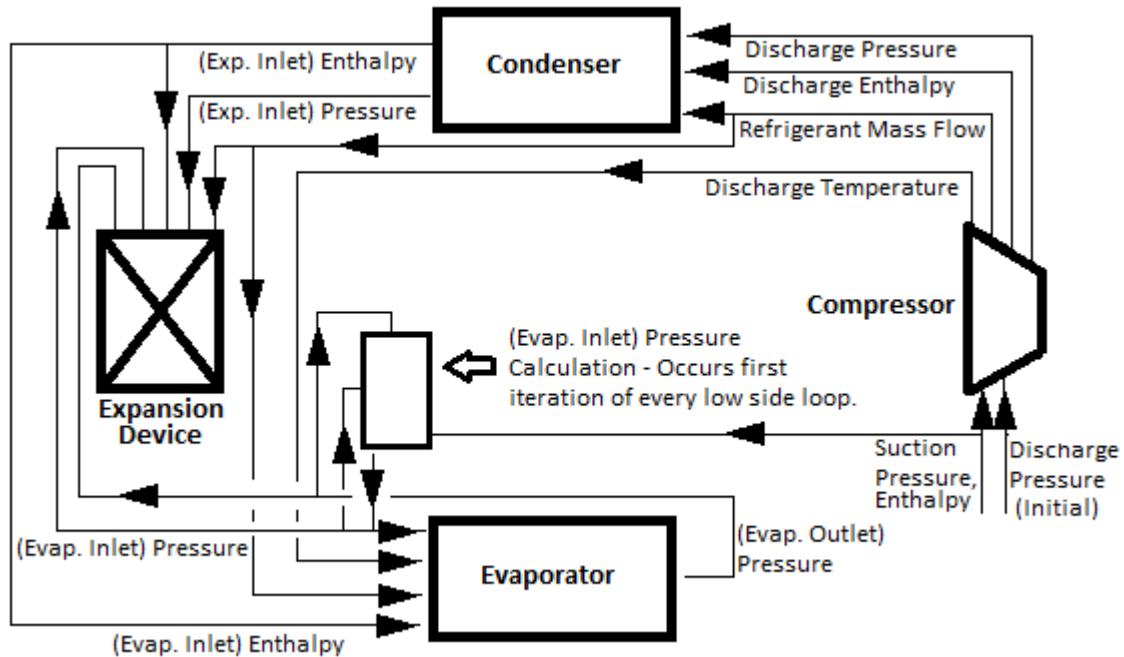 Discharge Pressure
(Exp. Inlet) Enthalpy
Condenser
Discharge Enthalpy
(Exp. Inlet) Pressure
Refrigerant Mass Flow
Discharge Temperature
Compressor
(Evap. Inlet) Pressure
Calculation - Occurs first
iteration of every low side loop.
Expansion
Device
Suction
Pressure,
Enthalpy
Discharge
Pressure
(Initial)
(Evap. Inlet) Pressure
Evaporator
(Evap. Outlet)
Pressure
(Evap. Inlet) Enthalpy